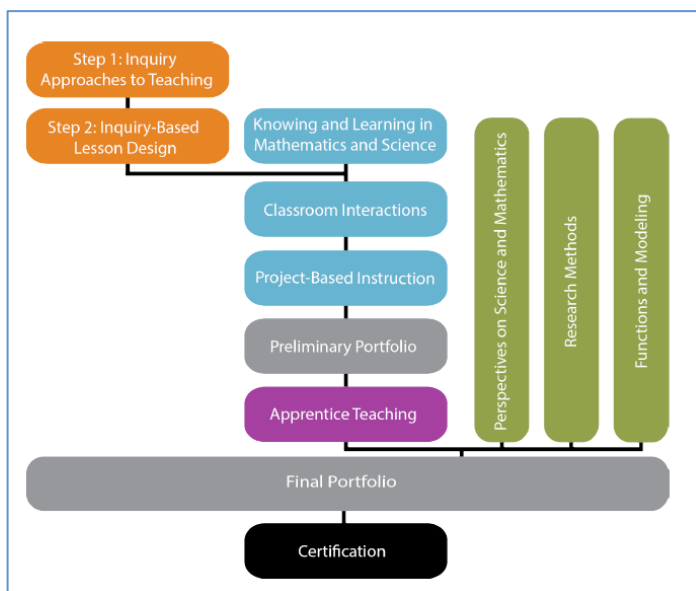 Step 1: Inquiry
Approaches to Teaching
Step 2: Inquiry-Based
Lesson Design
Knowing and Learning in
Mathematics and Science
Classroom Interactions
Project-Based Instruction
Preliminary Portfolio
Apprentice Teaching
Perspectives on Science and Mathematics
Research Methods
Functions and Modeling
Final Portfolio
Certification